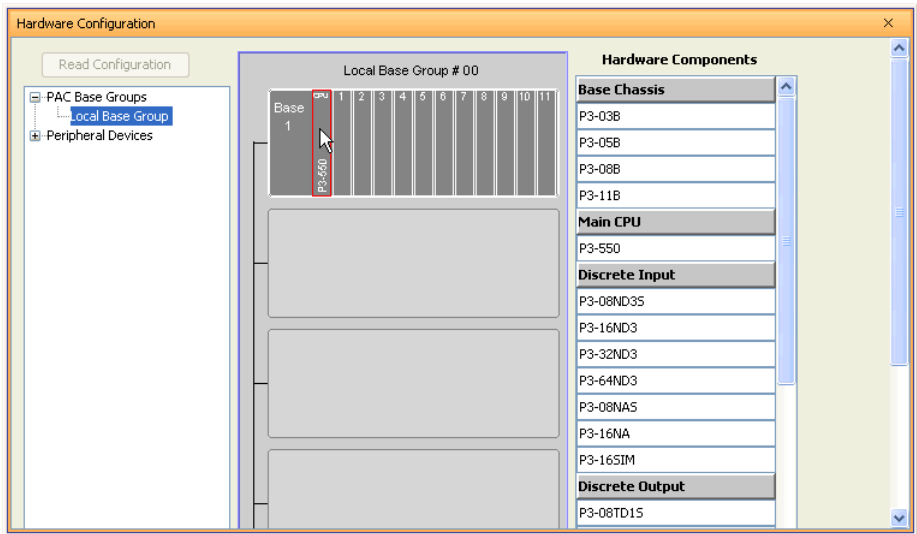 Hardware Configuration
Read Configuration
PAC Base Groups
Local Base Group
Peripheral Devices
Local Base Group # 00
Base
1
CPU
P3-550
1 2 3 4 5 6 7 8 9 10 11
Hardware Components
Base Chassis
P3-03B
P3-05B
P3-08B
P3-11B
Main CPU
P3-550
Discrete Input
P3-08ND3S
P3-16ND3
P3-32ND3
P3-64ND3
P3-08NAS
P3-16NA
P3-16SIM
Discrete Output
P3-08TD1S